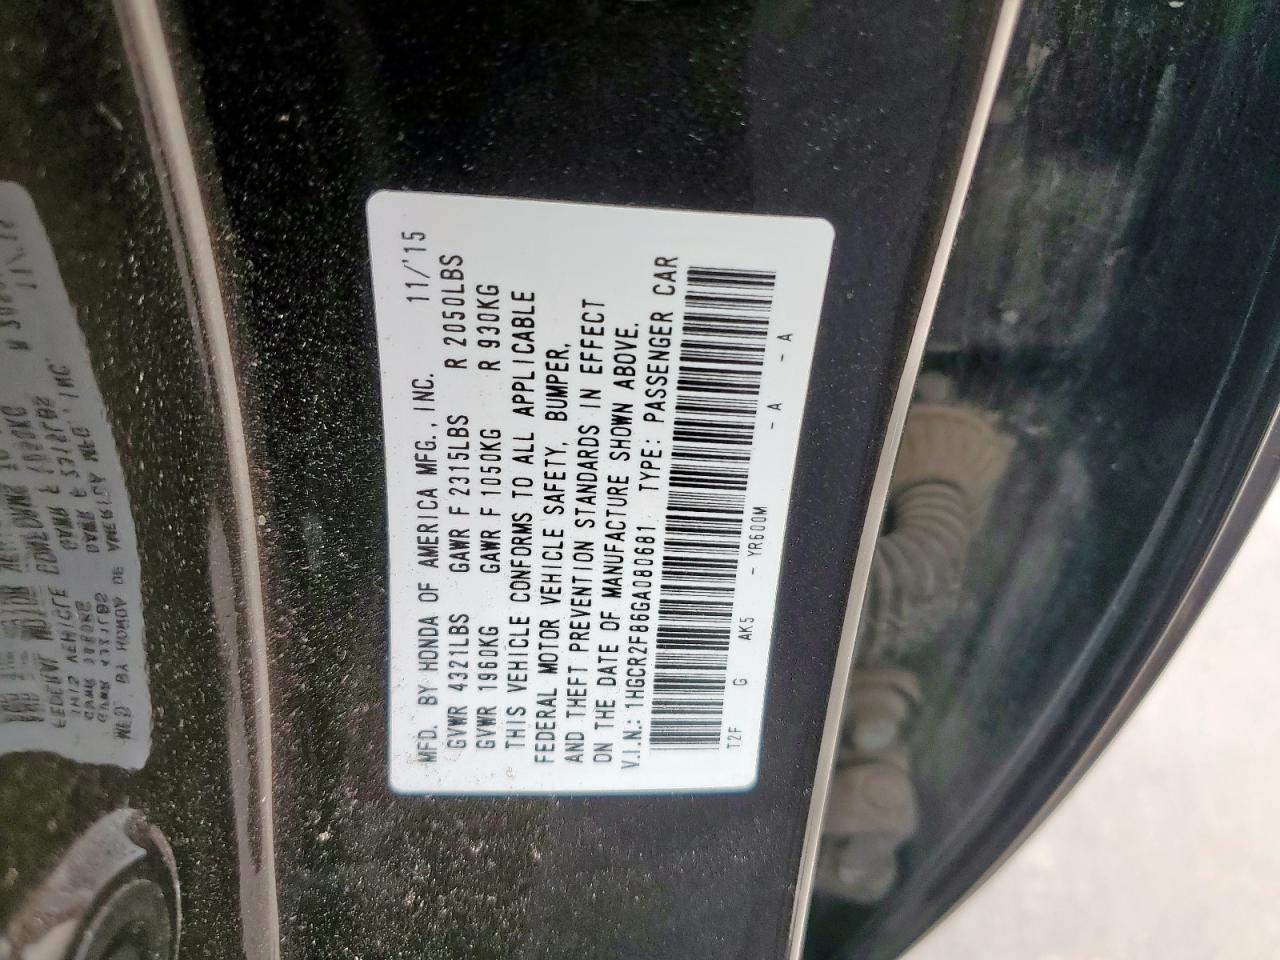 MFD. BY HONDA OF AMERICA MFG., INC. 11/'15
GVWR 4321LBS GAWR F 2315LBS R 2050LBS
GVWR 1960KG GAWR F 1050KG R 930KG
THIS VEHICLE CONFORMS TO ALL APPLICABLE
FEDERAL MOTOR VEHICLE SAFETY, BUMPER,
AND THEFT PREVENTION STANDARDS IN EFFECT
ON THE DATE OF MANUFACTURE SHOWN ABOVE.
V.I.N.: 1HGCR2F86GA080681 TYPE: PASSENGER CAR
T2F G AK5 - YR600M - A - A